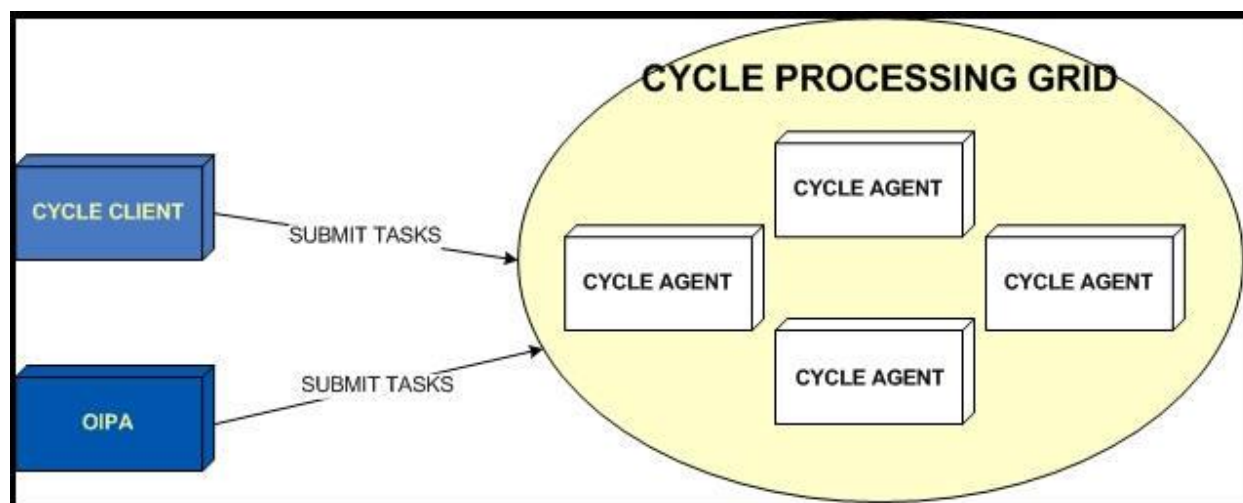 CYCLE PROCESSING GRID
CYCLE AGENT
CYCLE CLIENT
SUBMIT TASKS
CYCLE AGENT
CYCLE AGENT
CYCLE AGENT
SUBMIT TASKS
OIPA